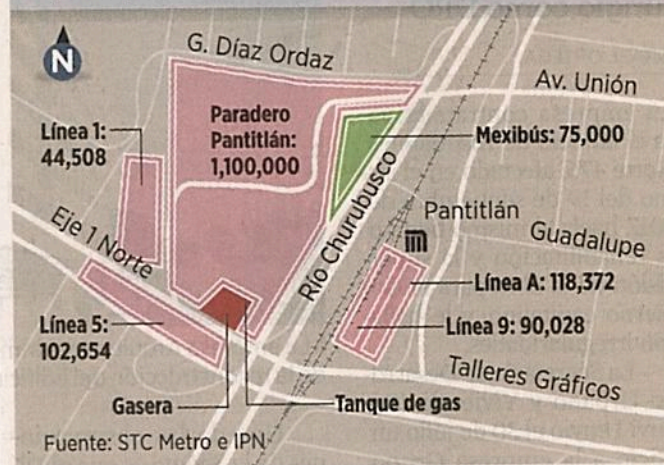 N
G. Díaz Ordaz
Av. Unión
Línea 1:
44,508
Paradero
Pantitlán:
1,100,000
Mexibús: 75,000
Río Churubusco
Pantitlán
Guadalupe
Eje 1 Norte
Línea A: 118,372
Línea 9: 90,028
Línea 5:
102,654
Talleres Gráficos
Gasera
Tanque de gas
Fuente: STC Metro e IPN